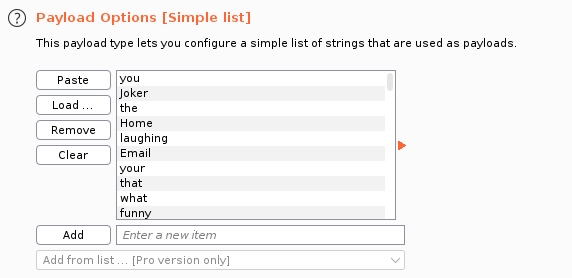 Payload Options [Simple list]
This payload type lets you configure a simple list of strings that are used as payloads.
Paste
Load ...
Remove
Clear
you
Joker
the
Home
laughing
Email
your
that
what
funny
Add
Enter a new item
Add from list ... [Pro version only]